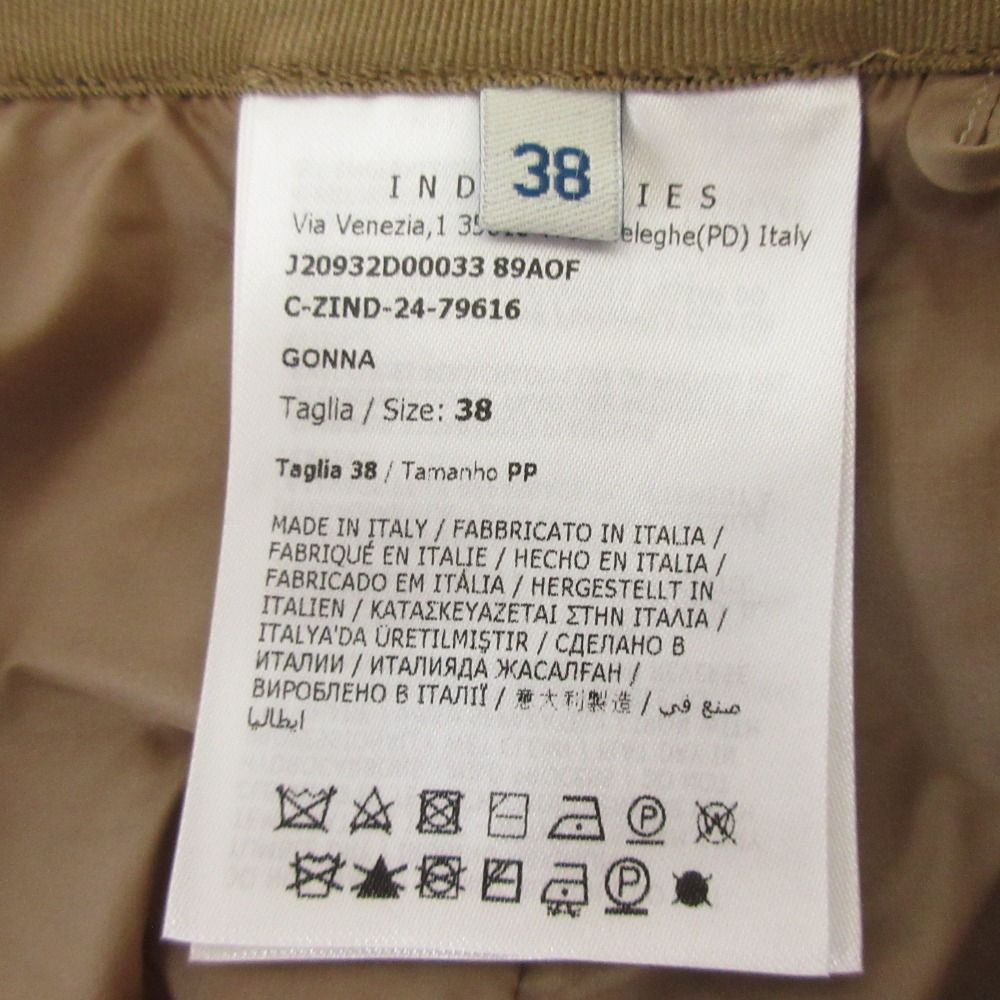 38
IND IES
Via Venezia,1 eleghe(PD) Italy
J20932D00033 89AOF
C-ZIND-24-79616
GONNA
Taglia / Size: 38
Taglia 38 / Tamanho PP
MADE IN ITALY / FABBRICATO IN ITALIA /
FABRIQUÉ EN ITALIE / HECHO EN ITALIA /
FABRICADO EM ITÁLIA / HERGESTELLT IN
ITALIEN / ΚΑΤΑΣΚΕΥΑΖΕΤΑΙ ΣΤΗΝ ΙΤΑΛΙΑ /
ITALYA'DA ÜRETILMIŞTIR / СДЕЛАНО В
ИТАЛИИ / ИТАЛИЯДА ЖАСАЛҒАН /
ВИРОБЛЕНО В ІТАЛІЇ / 意大利製造 / صنع في
ايطاليا
P W
P